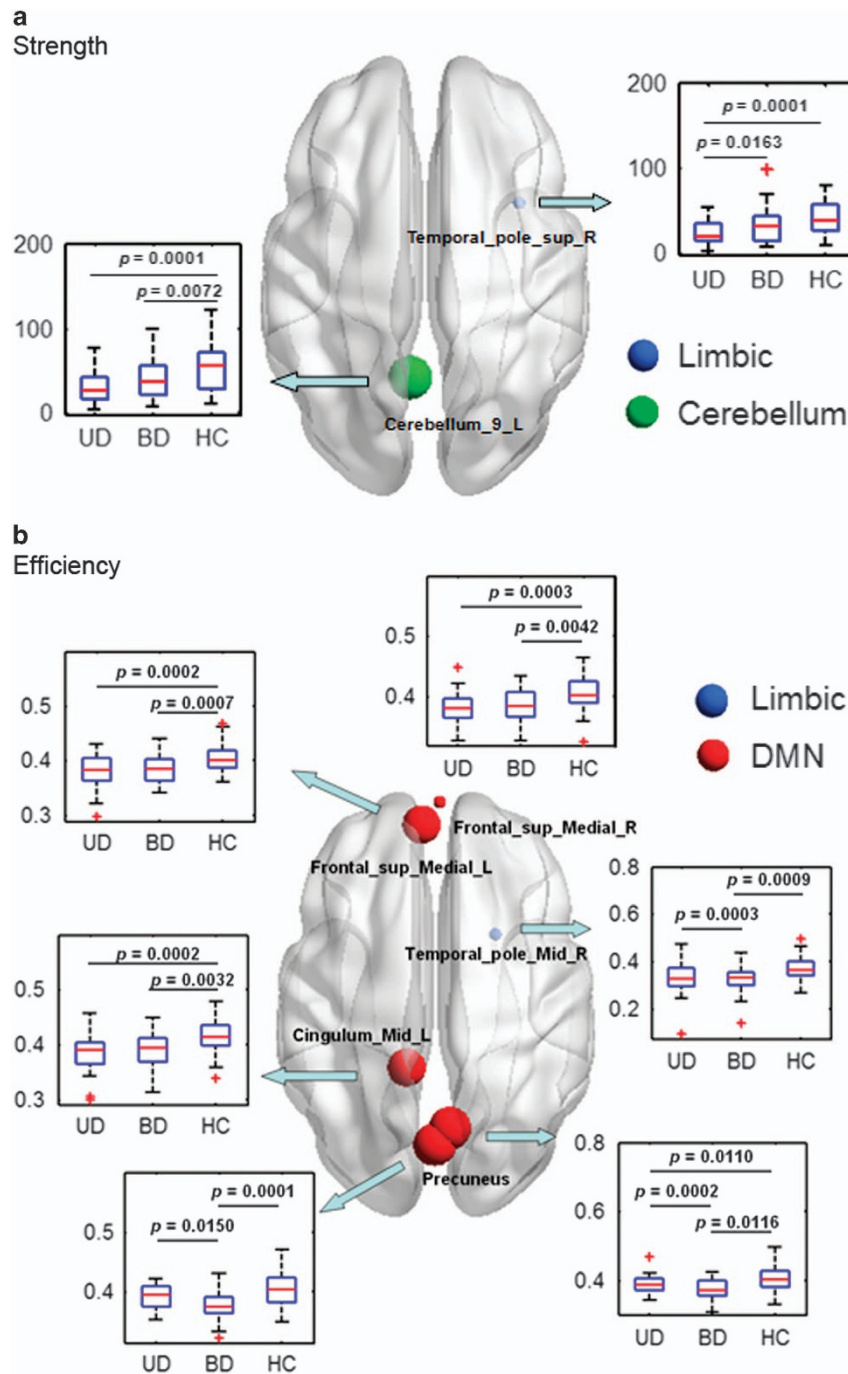 a
Strength
200
100
0
p = 0.0001
p = 0.0163
UD BD HC
Temporal_pole_sup_R
200
100
0
p = 0.0001
p = 0.0072
UD BD HC
Cerebellum_9_L
Limbic
Cerebellum
b
Efficiency
0.5
0.4
p = 0.0003
p = 0.0042
UD BD HC
0.5
0.4
0.3
p = 0.0002
p = 0.0007
UD BD HC
Limbic
DMN
Frontal_sup_Medial_R
Frontal_sup_Medial_L
0.8
0.6
0.4
0.2
p = 0.0009
p = 0.0003
UD BD HC
Temporal_pole_Mid_R
0.5
0.4
0.3
p = 0.0002
p = 0.0032
UD BD HC
Cingulum_Mid_L
Precuneus
0.8
0.6
0.4
p = 0.0110
p = 0.0002
p = 0.0116
UD BD HC
0.5
0.4
p = 0.0001
p = 0.0150
UD BD HC